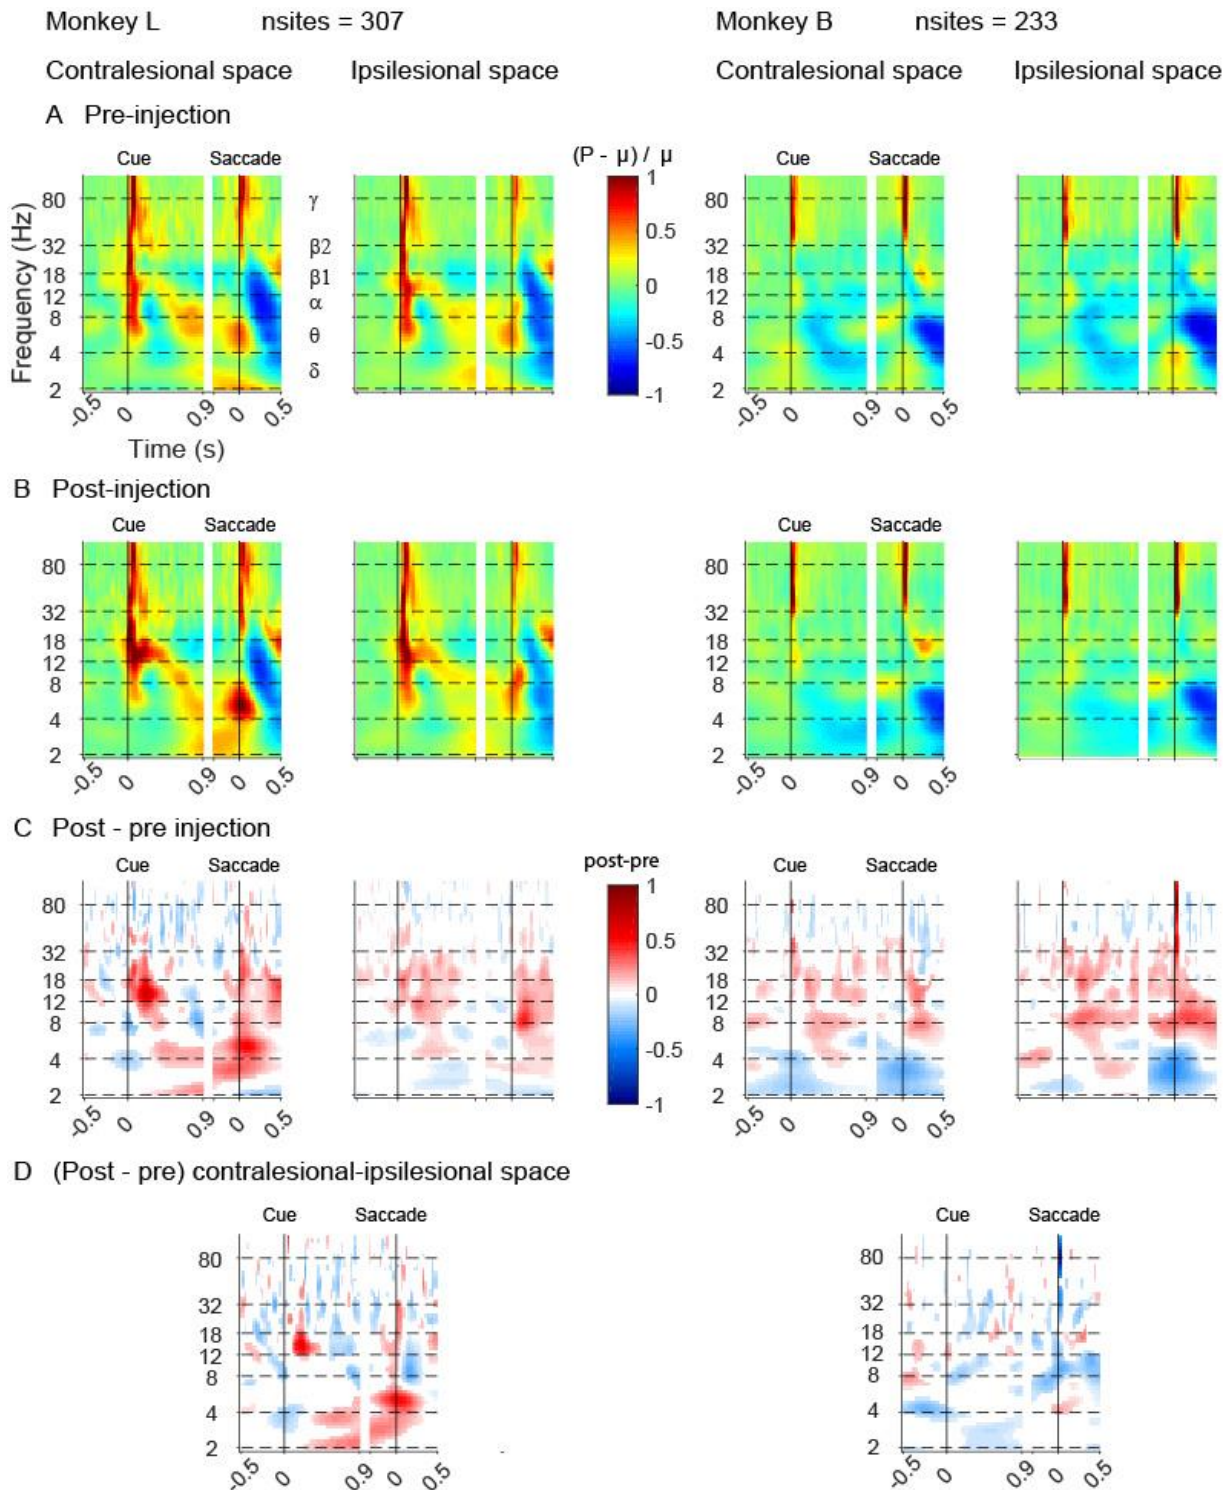 Monkey L nsites = 307 Monkey B nsites = 233
Contralesional space Ipsilesional space Contralesional space Ipsilesional space
A Pre-injection
Cue Saccade (P - μ) / μ Cue Saccade
80 γ 1 80
32 β2 0.5 32
18 β1 0 18
12 α 12
8 θ -0.5 8
4 δ 4
2 -1 2
Frequency (Hz)
-0.5 0 0.9 0 0.5 -0.5 0 0.9 0 0.5
Time (s)
B Post-injection
Cue Saccade Cue Saccade
80 80
32 32
18 18
12 12
8 8
4 4
2 2
-0.5 0 0.9 0 0.5 -0.5 0 0.9 0 0.5
C Post - pre injection
Cue Saccade post-pre Cue Saccade
80 1 80
32 0.5 32
18 0 18
12 12
8 -0.5 8
4 4
2 -1 2
-0.5 0 0.9 0 0.5 -0.5 0 0.9 0 0.5
D (Post - pre) contralesional-ipsilesional space
Cue Saccade Cue Saccade
80 80
32 32
18 18
12 12
8 8
4 4
2 2
-0.5 0 0.9 0 0.5 -0.5 0 0.9 0 0.5